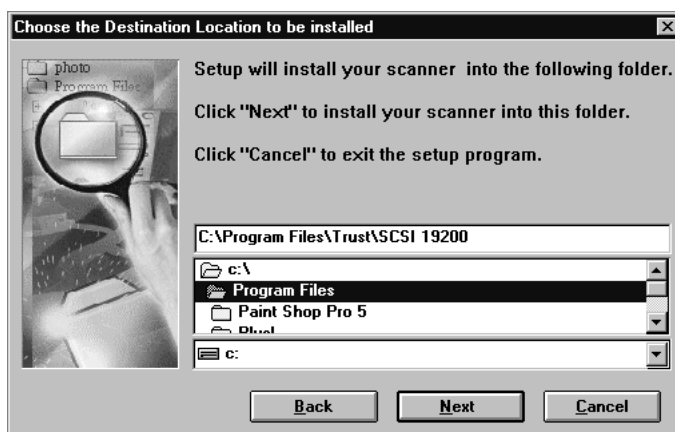 Choose the Destination Location to be installed
photo
Program Files
Setup will install your scanner into the following folder.
Click "Next" to install your scanner into this folder.
Click "Cancel" to exit the setup program.
C:\Program Files\Trust\SCSI 19200
c:\
Program Files
Paint Shop Pro 5
c:
Back
Next
Cancel